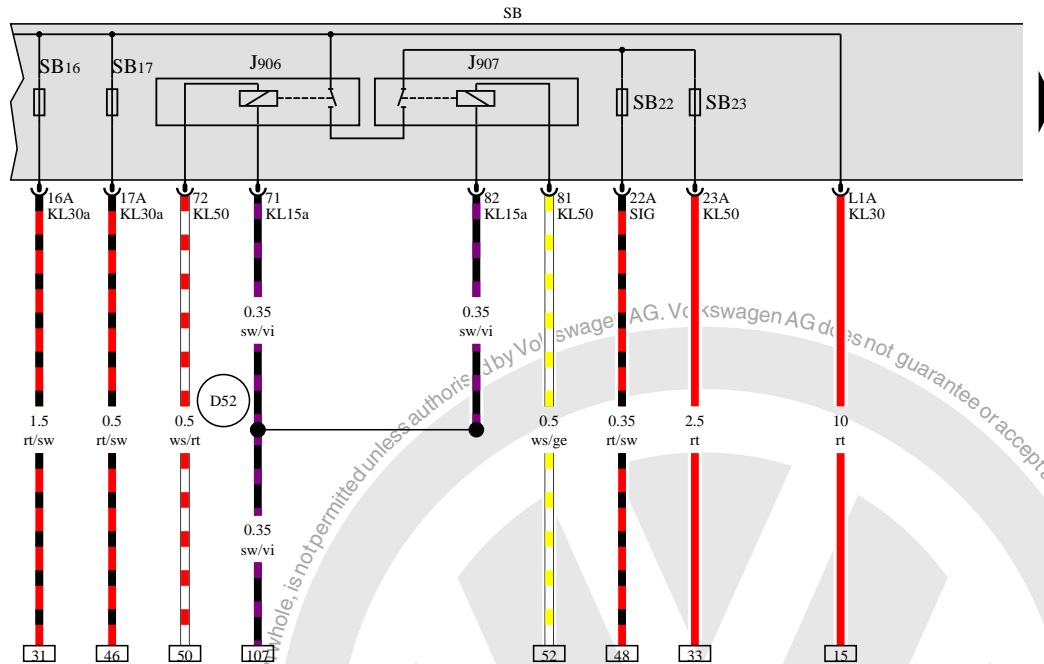 SB
SB16 SB17 J906 J907 SB22 SB23
16A 17A 72 71 82 81 22A 23A L1A
KL30a KL30a KL50 KL15a KL15a KL50 SIG KL50 KL30
0.35 0.35
sw/vi sw/vi
D52
1.5 0.5 0.5 0.5 0.35 2.5 10
rt/sw rt/sw ws/rt ws/ge rt/sw rt rt
0.35
sw/vi
31 46 50 107 52 48 33 15
whole, is not permitted unless authorised by Volkswagen AG. Volkswagen AG does not guarantee or accept a